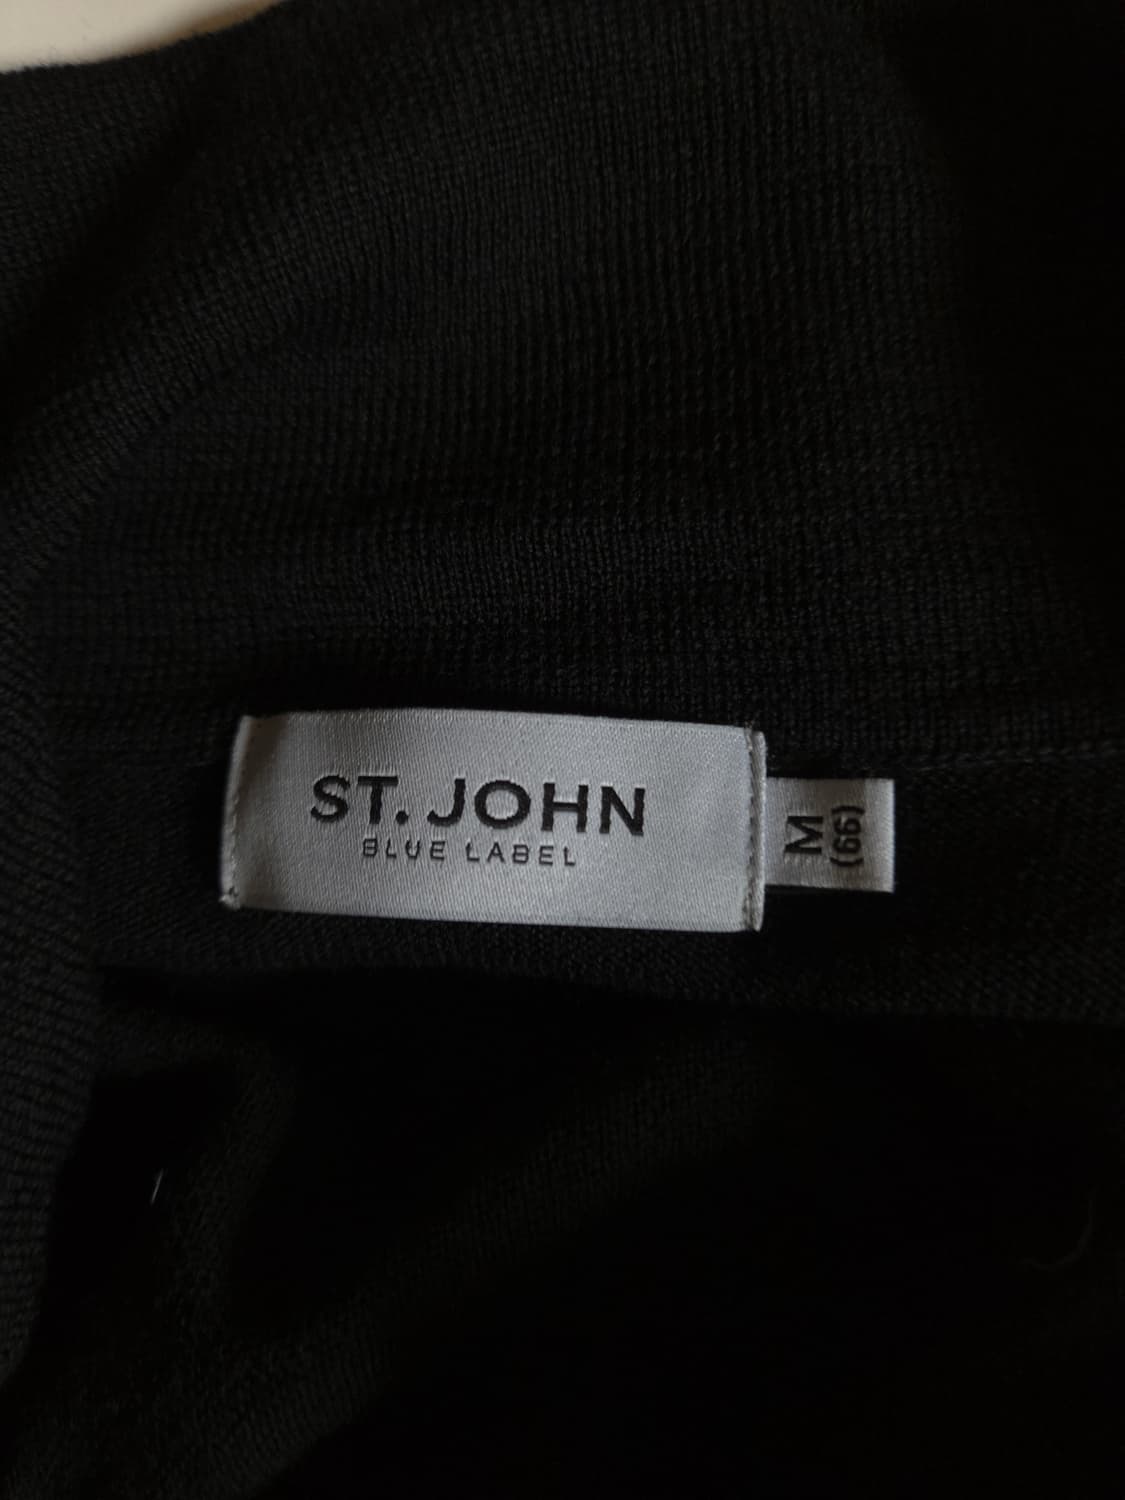 ST. JOHN
BLUE LABEL
M
(66)